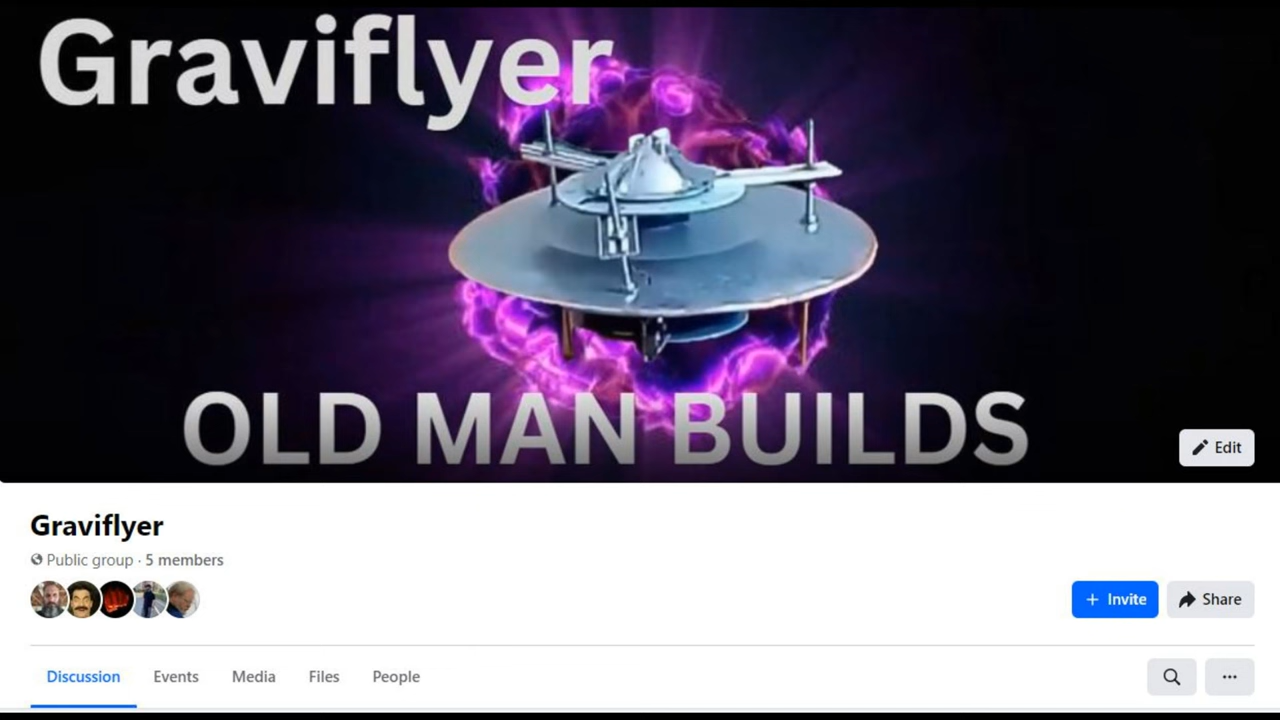 Graviflyer
OLD MAN BUILDS
Edit
Graviflyer
Public group · 5 members
+ Invite
Share
Discussion Events Media Files People